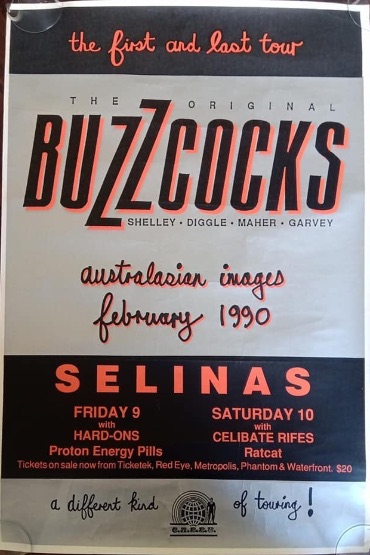 the first and last tour
THE ORIGINAL
BUZZCOCKS
SHELLEY • DIGGLE • MAHER • GARVEY
australasian images
february 1990
SELINAS
FRIDAY 9
with
HARD-ONS
Proton Energy Pills
SATURDAY 10
with
CELIBATE RIFES
Ratcat
Tickets on sale now from Ticketek, Red Eye, Metropolis, Phantom & Waterfront. $20
a different kind of touring!